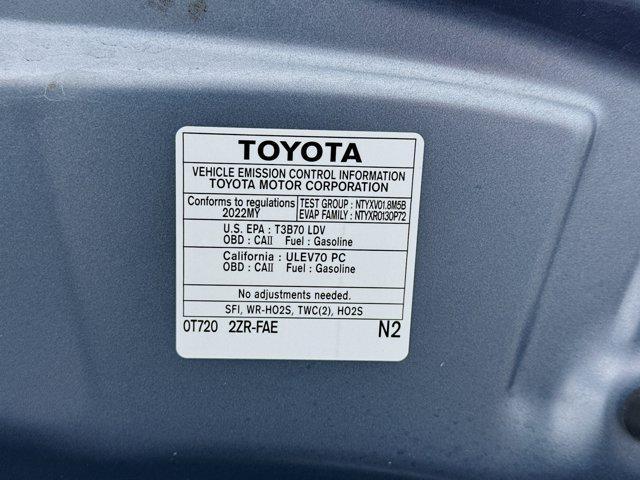 TOYOTA
VEHICLE EMISSION CONTROL INFORMATION
TOYOTA MOTOR CORPORATION
Conforms to regulations
2022MY
TEST GROUP : NTYXV01.8M5B
EVAP FAMILY : NTYXR0130P72
U.S. EPA : T3B70 LDV
OBD : CAII Fuel : Gasoline
California : ULEV70 PC
OBD : CAII Fuel : Gasoline
No adjustments needed.
SFI, WR-HO2S, TWC(2), HO2S
0T720 2ZR-FAE N2